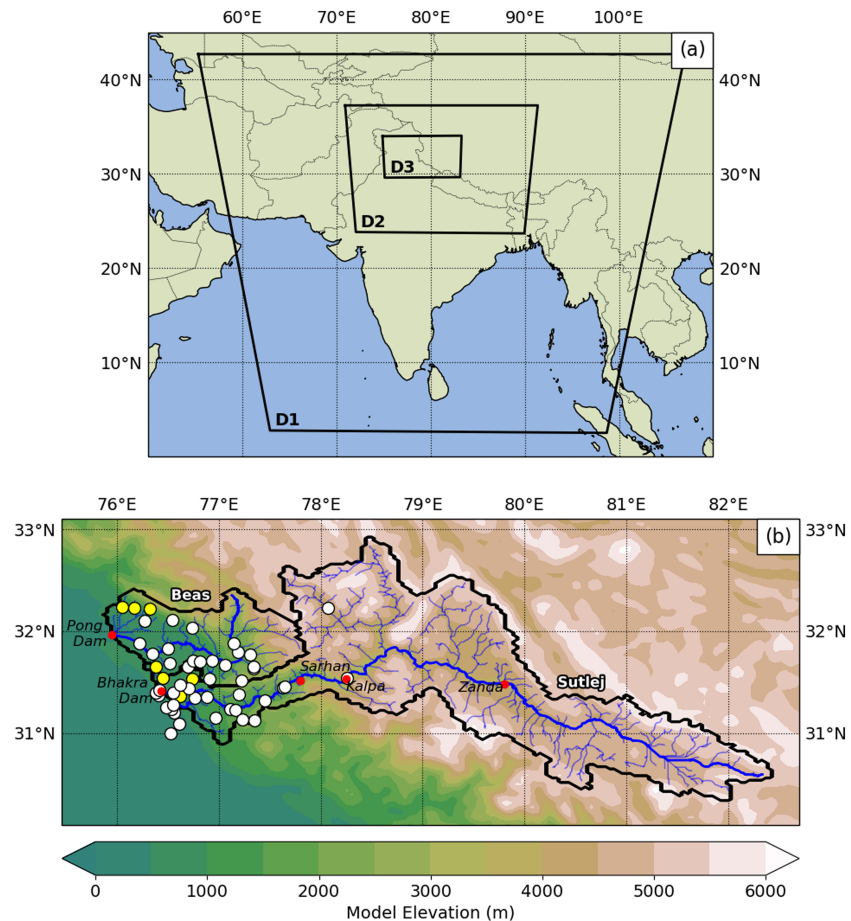 60°E 70°E 80°E 90°E 100°E
(a)
40°N 40°N
30°N 30°N
D3
D2
20°N 20°N
10°N 10°N
D1
76°E 77°E 78°E 79°E 80°E 81°E 82°E
33°N 33°N
(b)
Beas
32°N 32°N
Pong
Dam
Sarhan
Bhakra
Dam
Kalpa
Zanda
Sutlej
31°N 31°N
0 1000 2000 3000 4000 5000 6000
Model Elevation (m)